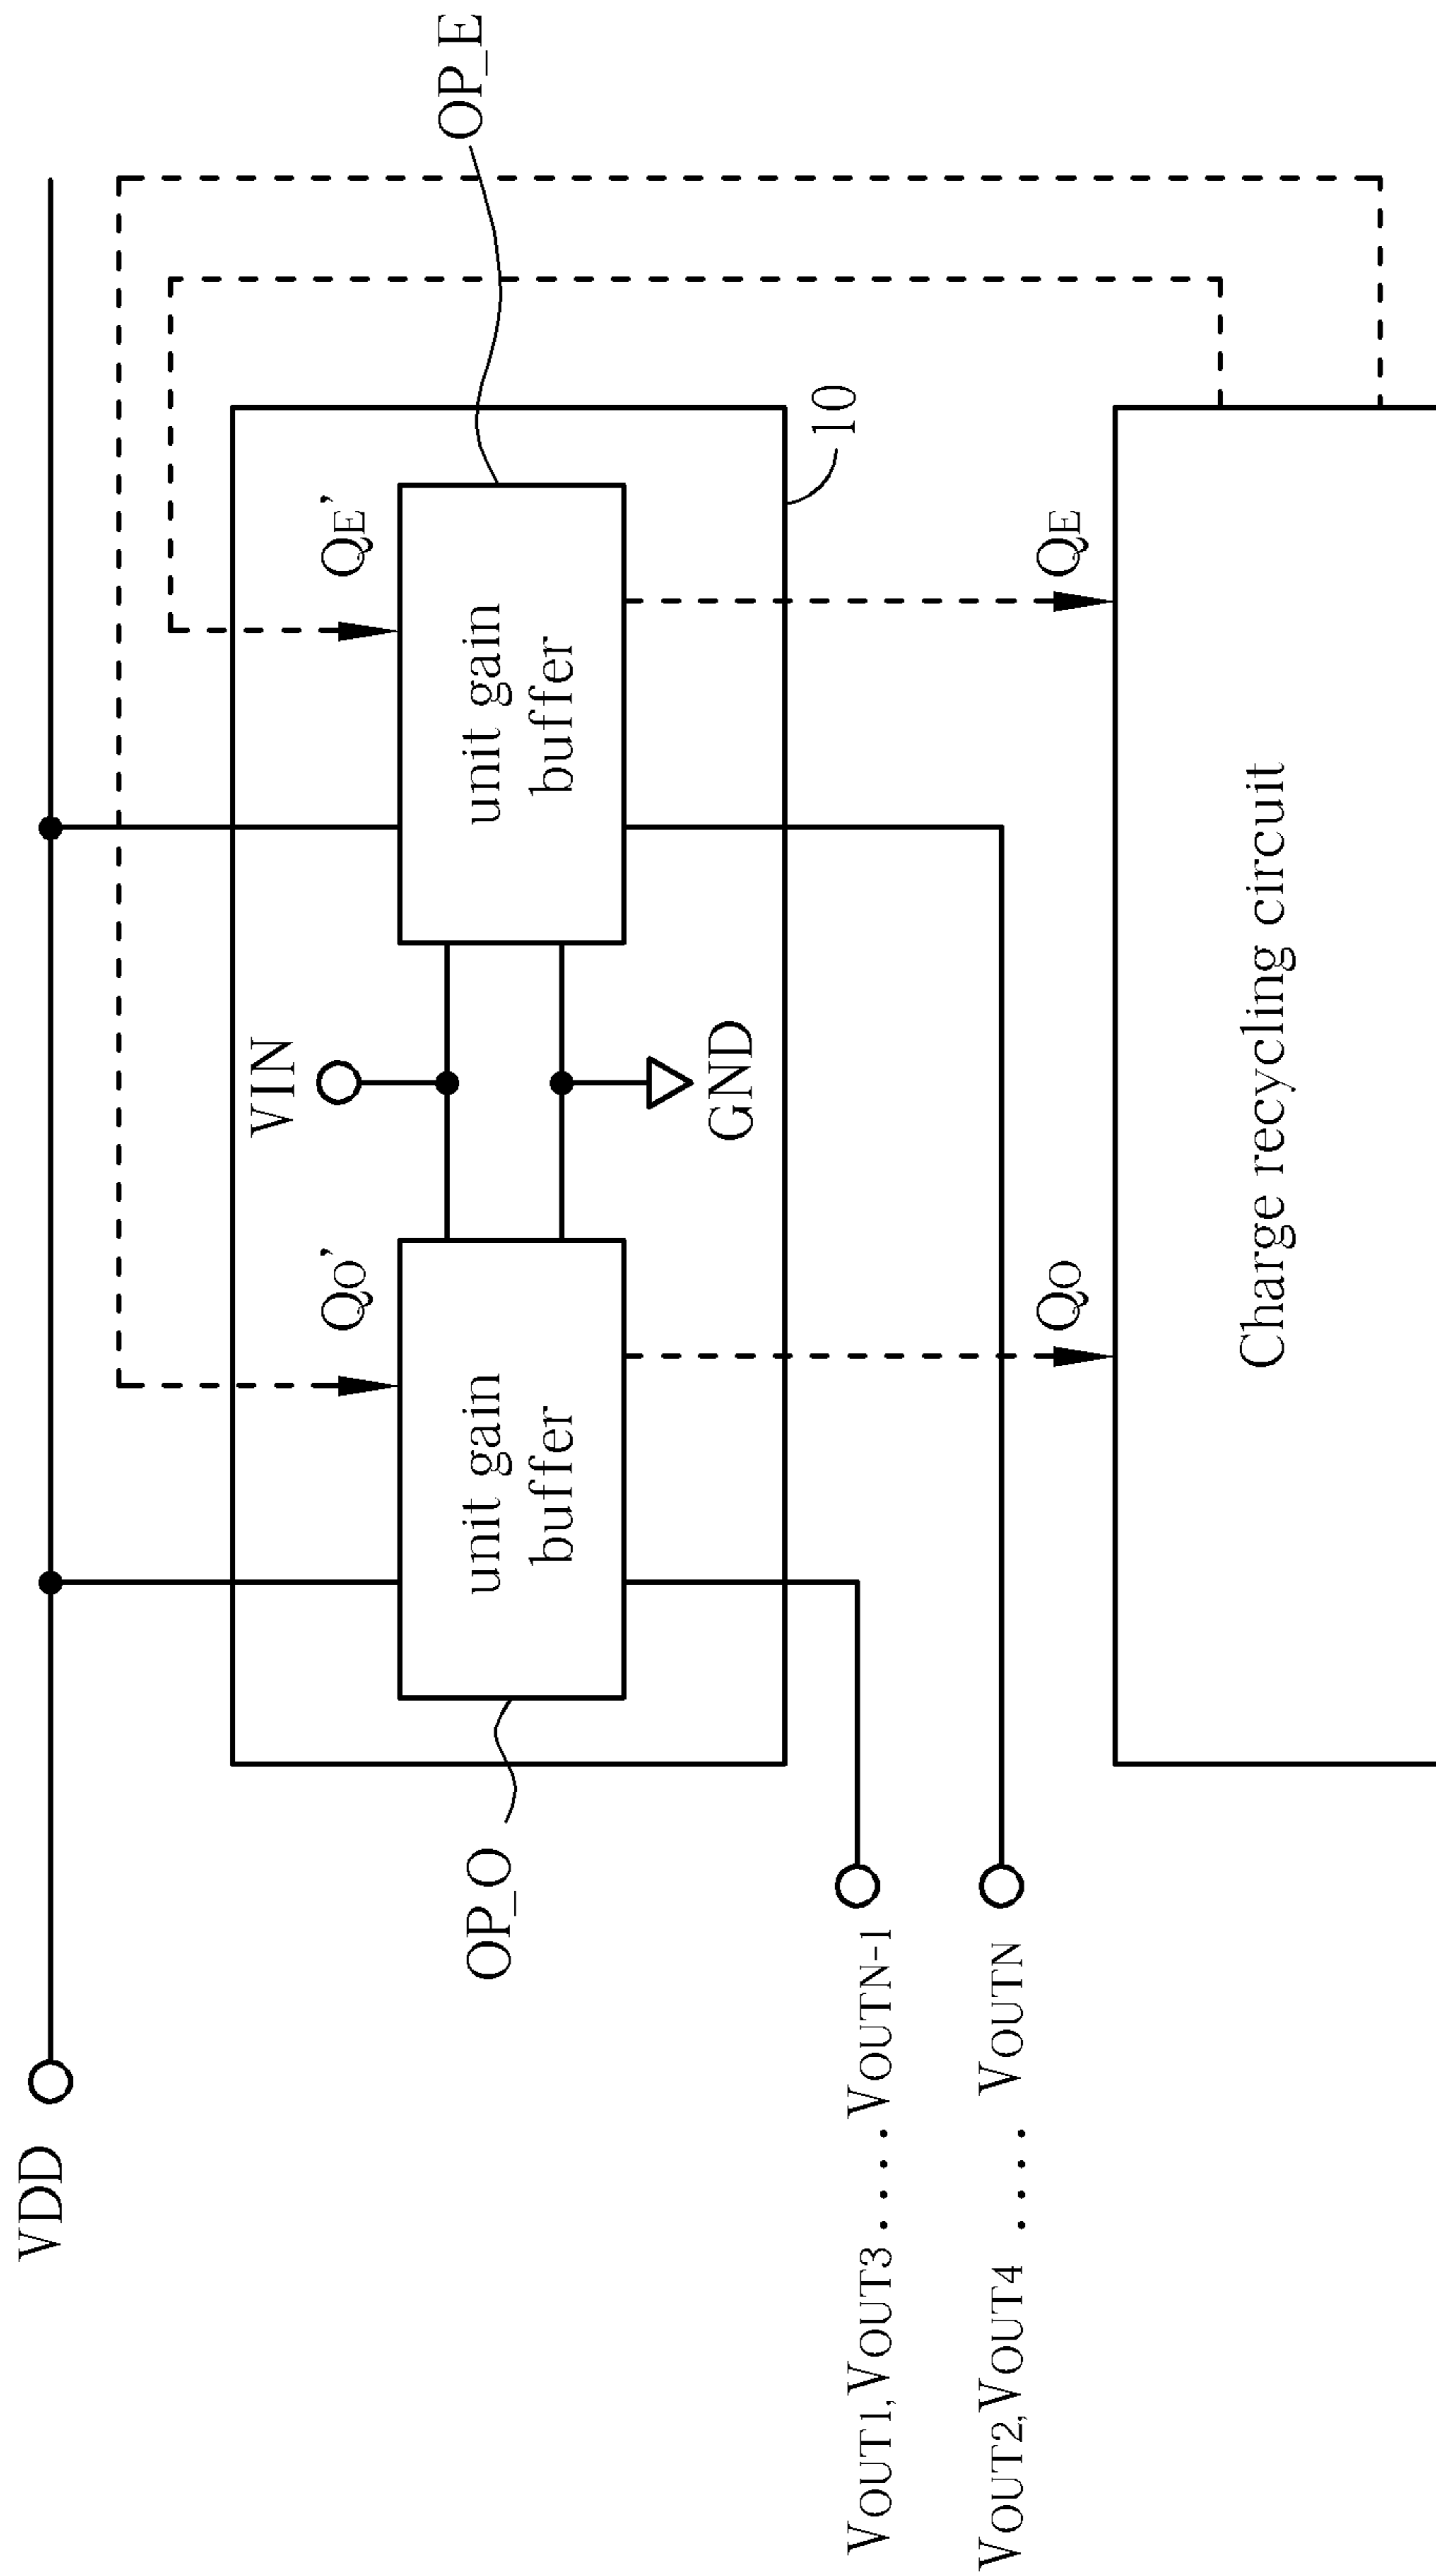 VDD
VIN
QO'
QE'
OP_O
unit gain
buffer
unit gain
buffer
OP_E
GND
10
VOUT1,VOUT3....VOUTN-1
VOUT2,VOUT4 .... VOUTN
QO
QE
Charge recycling circuit